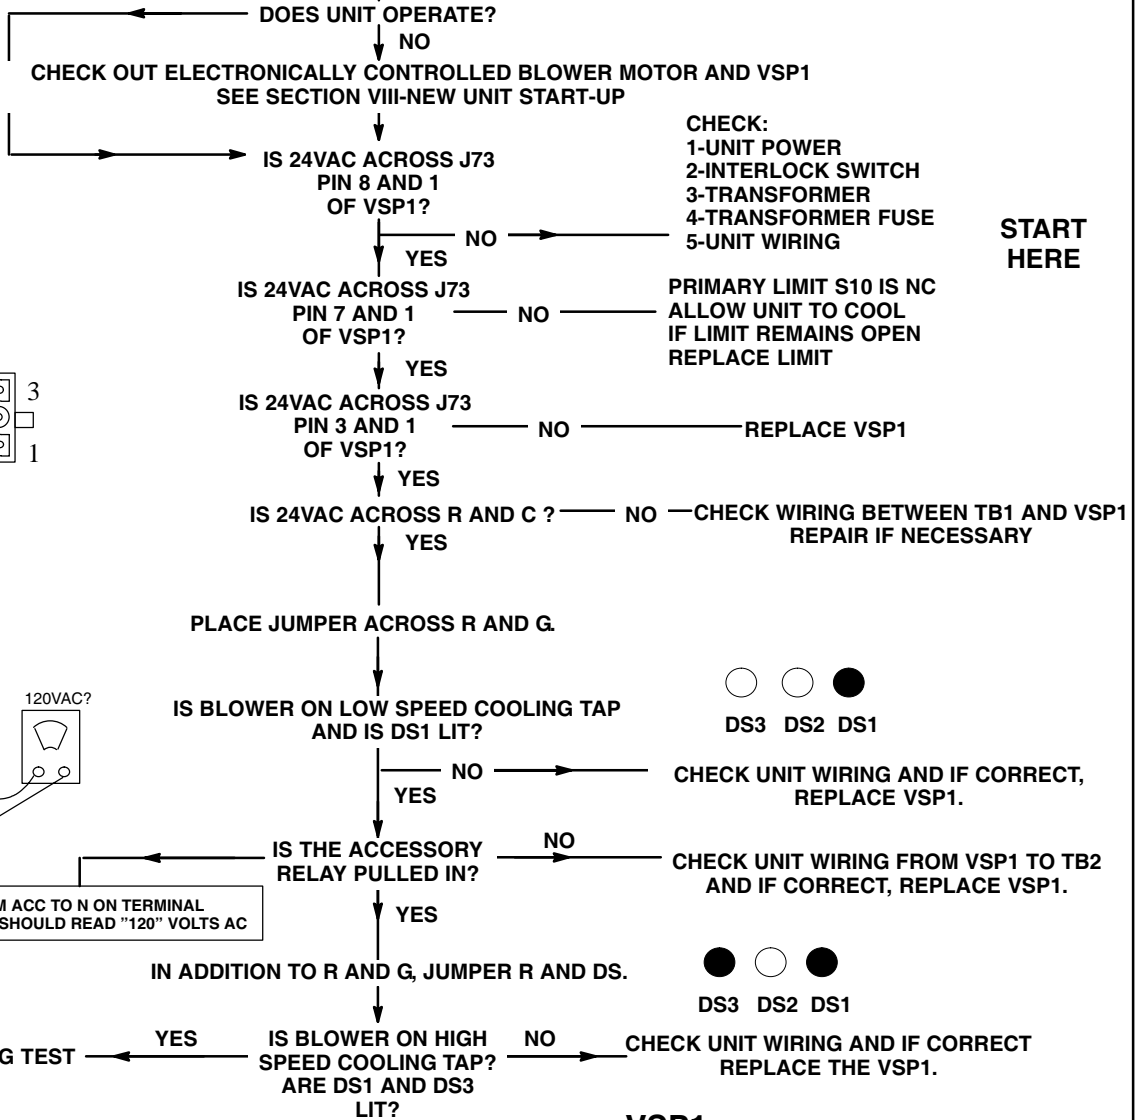 DOES UNIT OPERATE?
NO
CHECK OUT ELECTRONICALLY CONTROLLED BLOWER MOTOR AND VSP1
SEE SECTION VIII-NEW UNIT START-UP
IS 24VAC ACROSS J73
PIN 8 AND 1
OF VSP1?
CHECK:
1-UNIT POWER
2-INTERLOCK SWITCH
3-TRANSFORMER
4-TRANSFORMER FUSE
5-UNIT WIRING
START
HERE
NO
YES
IS 24VAC ACROSS J73
PIN 7 AND 1
OF VSP1?
NO
PRIMARY LIMIT S10 IS NC
ALLOW UNIT TO COOL
IF LIMIT REMAINS OPEN
REPLACE LIMIT
YES
3
1
IS 24VAC ACROSS J73
PIN 3 AND 1
OF VSP1?
NO
REPLACE VSP1
YES
IS 24VAC ACROSS R AND C ?
NO
CHECK WIRING BETWEEN TB1 AND VSP1
REPAIR IF NECESSARY
YES
PLACE JUMPER ACROSS R AND G.
120VAC?
IS BLOWER ON LOW SPEED COOLING TAP
AND IS DS1 LIT?
DS3 DS2 DS1
NO
CHECK UNIT WIRING AND IF CORRECT,
REPLACE VSP1.
YES
IS THE ACCESSORY
RELAY PULLED IN?
NO
CHECK UNIT WIRING FROM VSP1 TO TB2
AND IF CORRECT, REPLACE VSP1.
M ACC TO N ON TERMINAL
SHOULD READ ”120” VOLTS AC
YES
IN ADDITION TO R AND G, JUMPER R AND DS.
DS3 DS2 DS1
IS BLOWER ON HIGH
SPEED COOLING TAP?
ARE DS1 AND DS3
LIT?
YES
G TEST
NO
CHECK UNIT WIRING AND IF CORRECT
REPLACE THE VSP1.
VSP1